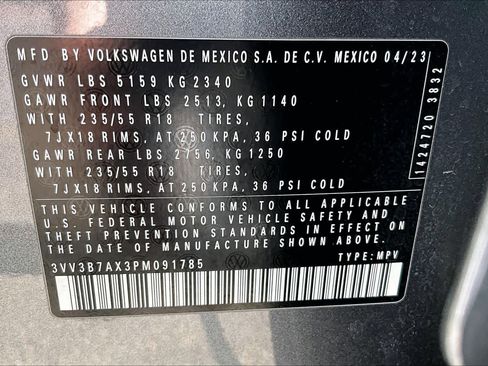 MFD. BY VOLKSWAGEN DE MEXICO S.A. DE C.V. MEXICO 04/23
GVWR LBS 5159 KG 2340
GAWR FRONT LBS 2513, KG 1140
WITH 235/55 R18 TIRES,
7JX18 RIMS, AT 250 KPA, 36 PSI COLD
GAWR REAR LBS 2756, KG 1250
WITH 235/55 R18 TIRES,
7JX18 RIMS, AT 250 KPA, 36 PSI COLD
THIS VEHICLE CONFORMS TO ALL APPLICABLE
U.S. FEDERAL MOTOR VEHICLE SAFETY AND
THEFT PREVENTION STANDARDS IN EFFECT ON
THE DATE OF MANUFACTURE SHOWN ABOVE.
3VV3B7AX3PM091785 TYPE: MPV
1424720 3832